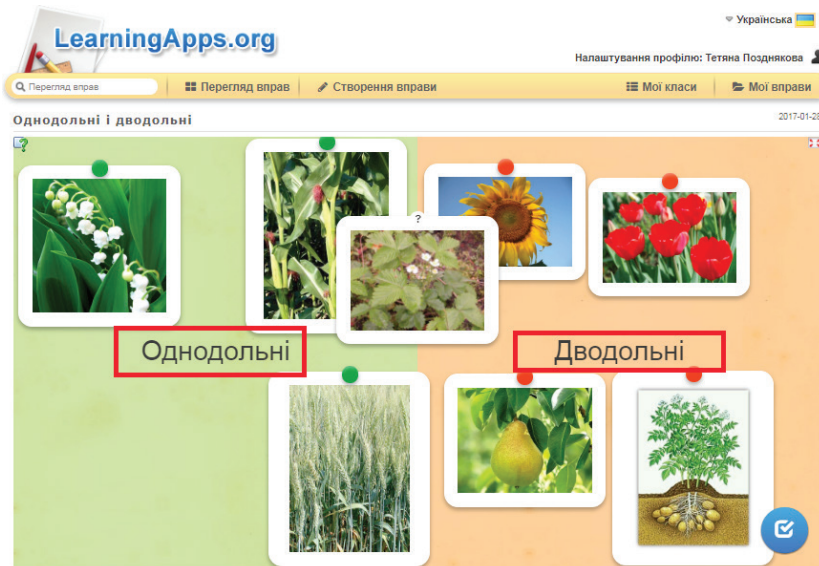 Українська
LearningApps.org
Налаштування профілю: Тетяна Позднякова
Перегляд вправ
Перегляд вправ
Створення вправи
Мої класи
Мої вправи
Однодольні і дводольні
2017-01-28
?
Однодольні
Дводольні